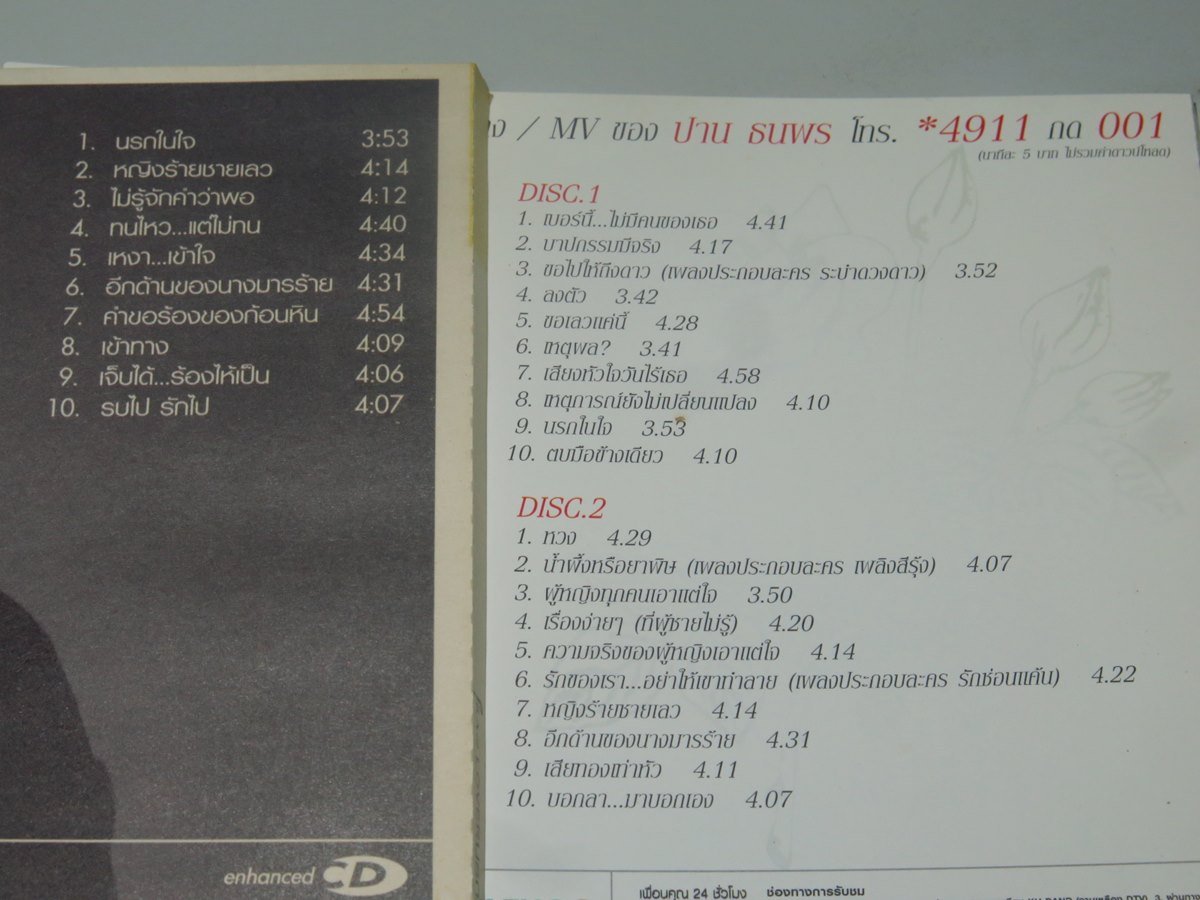 1. นรกในใจ 3:53
2. หญิงร้ายชายเลว 4:14
3. ไม่รู้จักคำว่าพอ 4:12
4. ทนไหว...แต่ไม่ทน 4:40
5. เหงา...เข้าใจ 4:34
6. อีกด้านของนางมารร้าย 4:31
7. คำขอร้องของก้อนหิน 4:54
8. เข้าทาง 4:09
9. เจ็บได้...ร้องไห้เป็น 4:06
10. รบไป รักไป 4:07
enhanced CD
/ MV ของ ปาน ธนพร โทร. *4911 กด 001
(นาทีละ 5 บาท ไม่รวมค่าดาวน์โหลด)
DISC.1
1. เบอร์นี้...ไม่มีคนของเธอ 4.41
2. บาปกรรมมีจริง 4.17
3. ขอไปให้ถึงดาว (เพลงประกอบละคร ระบำดวงดาว) 3.52
4. ลงตัว 3.42
5. ขอเลวแค่นี้ 4.28
6. เหตุผล? 3.41
7. เสียงหัวใจวันไร้เธอ 4.58
8. เหตุการณ์ยังไม่เปลี่ยนแปลง 4.10
9. นรกในใจ 3.53
10. ตบมือข้างเดียว 4.10
DISC.2
1. ทวง 4.29
2. น้ำผึ้งหรือยาพิษ (เพลงประกอบละคร เพลิงสีรุ้ง) 4.07
3. ผู้หญิงทุกคนเอาแต่ใจ 3.50
4. เรื่องง่ายๆ (ที่ผู้ชายไม่รู้) 4.20
5. ความจริงของผู้หญิงเอาแต่ใจ 4.14
6. รักของเรา...อย่าให้เขาทำลาย (เพลงประกอบละคร รักซ่อนแค้น) 4.22
7. หญิงร้ายชายเลว 4.14
8. อีกด้านของนางมารร้าย 4.31
9. เสียทองเท่าหัว 4.11
10. บอกลา...มาบอกเอง 4.07
เพื่อนคุณ 24 ชั่วโมง ช่องทางการรับชม